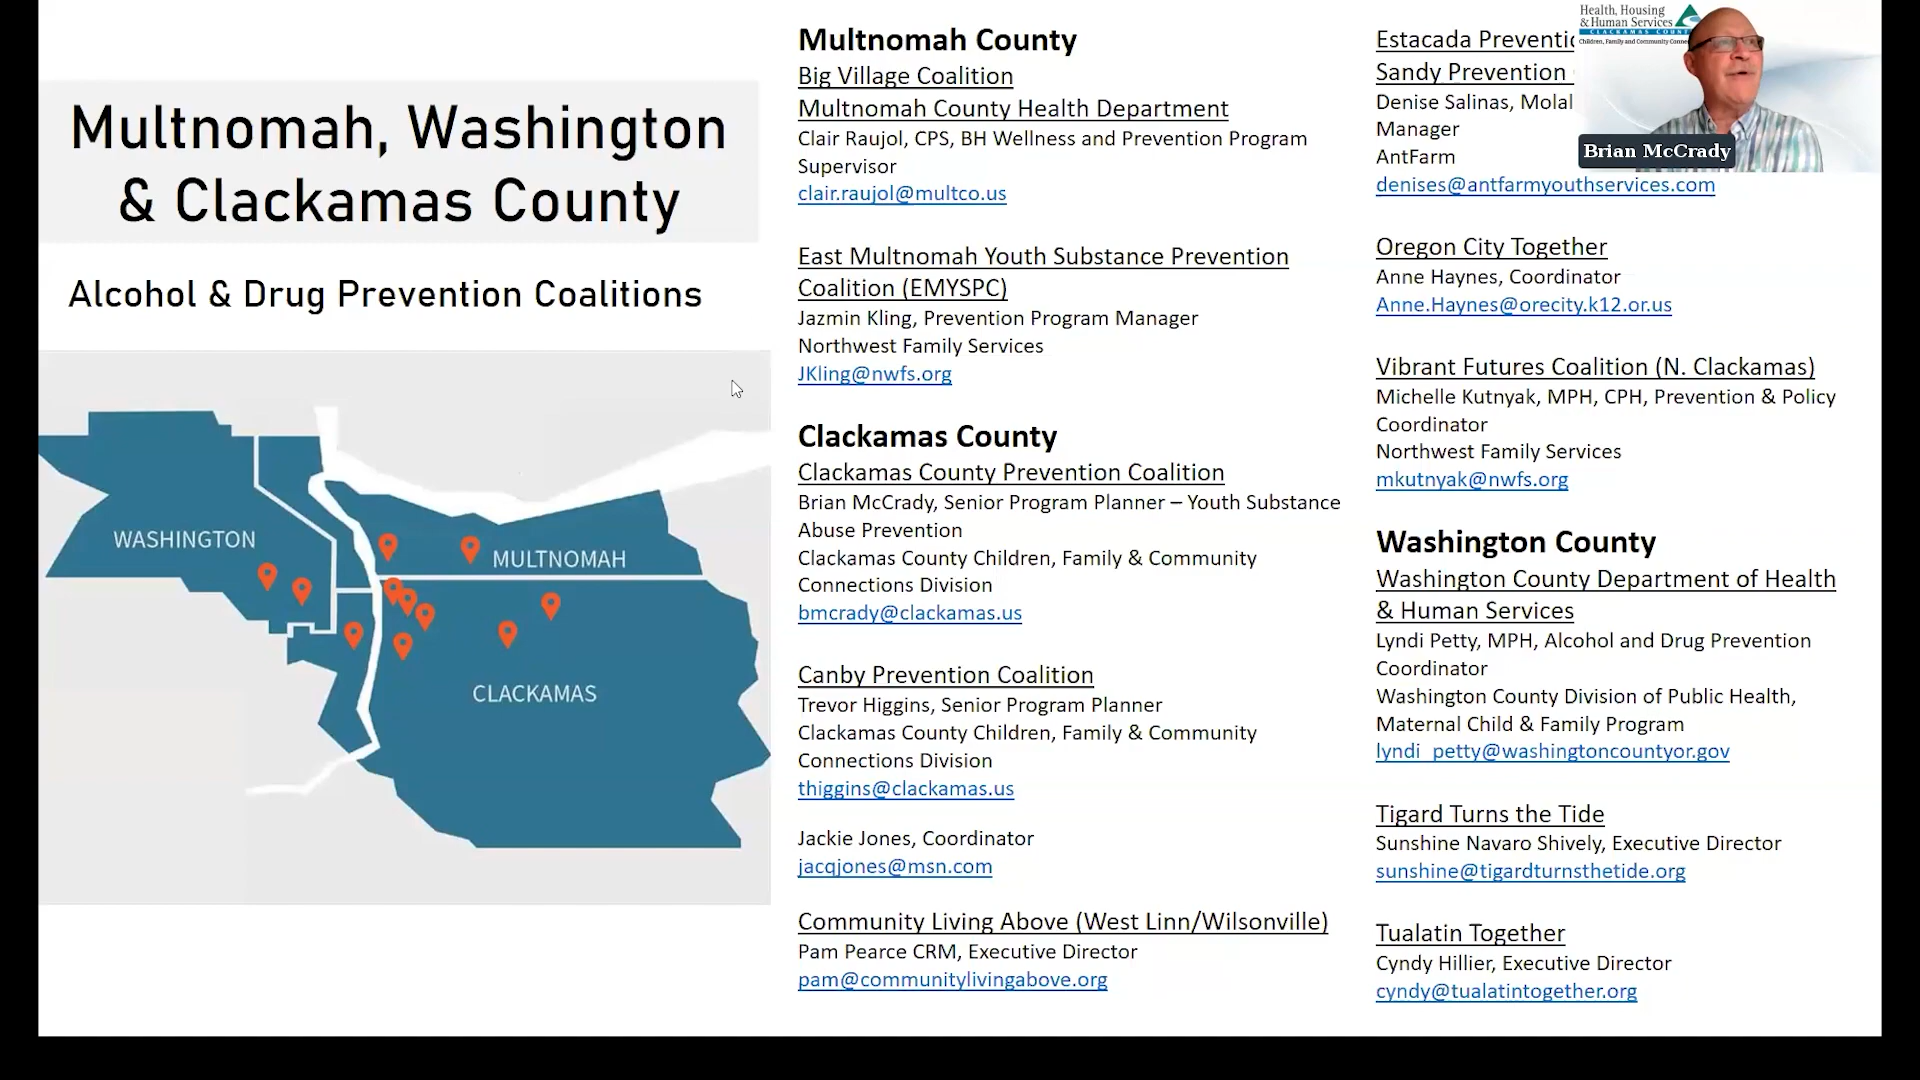 Multnomah, Washington
& Clackamas County
Alcohol & Drug Prevention Coalitions
WASHINGTON
MULTNOMAH
CLACKAMAS
Multnomah County
Big Village Coalition
Multnomah County Health Department
Clair Raujol, CPS, BH Wellness and Prevention Program
Supervisor
clair.raujol@multco.us
East Multnomah Youth Substance Prevention
Coalition (EMYSPC)
Jazmin Kling, Prevention Program Manager
Northwest Family Services
JKling@nwfs.org
Clackamas County
Clackamas County Prevention Coalition
Brian McCrady, Senior Program Planner – Youth Substance
Abuse Prevention
Clackamas County Children, Family & Community
Connections Division
bmcrady@clackamas.us
Canby Prevention Coalition
Trevor Higgins, Senior Program Planner
Clackamas County Children, Family & Community
Connections Division
thiggins@clackamas.us
Jackie Jones, Coordinator
jacqjones@msn.com
Community Living Above (West Linn/Wilsonville)
Pam Pearce CRM, Executive Director
pam@communitylivingabove.org
Estacada
Sandy Prevention
Denise Salinas,
Manager
AntFarm
denises@antfarmyouthservices.com
Oregon City Together
Anne Haynes, Coordinator
Anne.Haynes@orecity.k12.or.us
Vibrant Futures Coalition (N. Clackamas)
Michelle Kutnyak, MPH, CPH, Prevention & Policy
Coordinator
Northwest Family Services
mkutnyak@nwfs.org
Washington County
Washington County Department of Health
& Human Services
Lyndi Petty, MPH, Alcohol and Drug Prevention
Coordinator
Washington County Division of Public Health,
Maternal Child & Family Program
lyndi_petty@washingtoncountyor.gov
Tigard Turns the Tide
Sunshine Navaro Shively, Executive Director
sunshine@tigardturnsthetide.org
Tualatin Together
Cyndy Hillier, Executive Director
cyndy@tualatintogether.org
Health, Housing
& Human Services
CLACKAMAS
Children, Family and Community
Brian McCrady